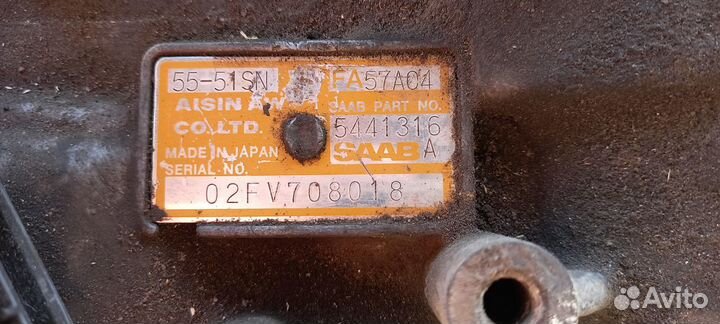 55-51SN FA57A04
AISIN AW SAAB PART NO.
CO.,LTD. 5441316
MADE IN JAPAN SAAB A
SERIAL NO.
02FV708018
Avito